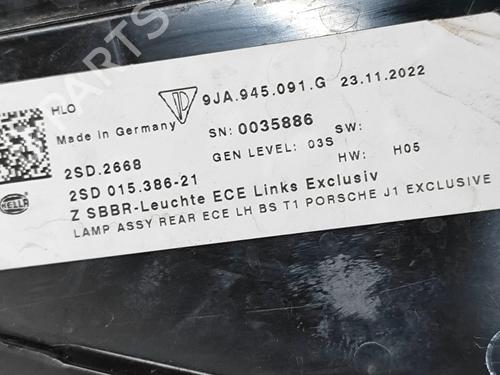 HLO
9JA.945.091.G 23.11.2022
Made in Germany
SN: 0035886
GEN LEVEL: 03S SW:
HW: H05
2SD.2668
2SD 015.386-21
Z SBBR-Leuchte ECE Links Exclusiv
LAMP ASSY REAR ECE LH BS T1 PORSCHE J1 EXCLUSIVE
HELLA
PARTS